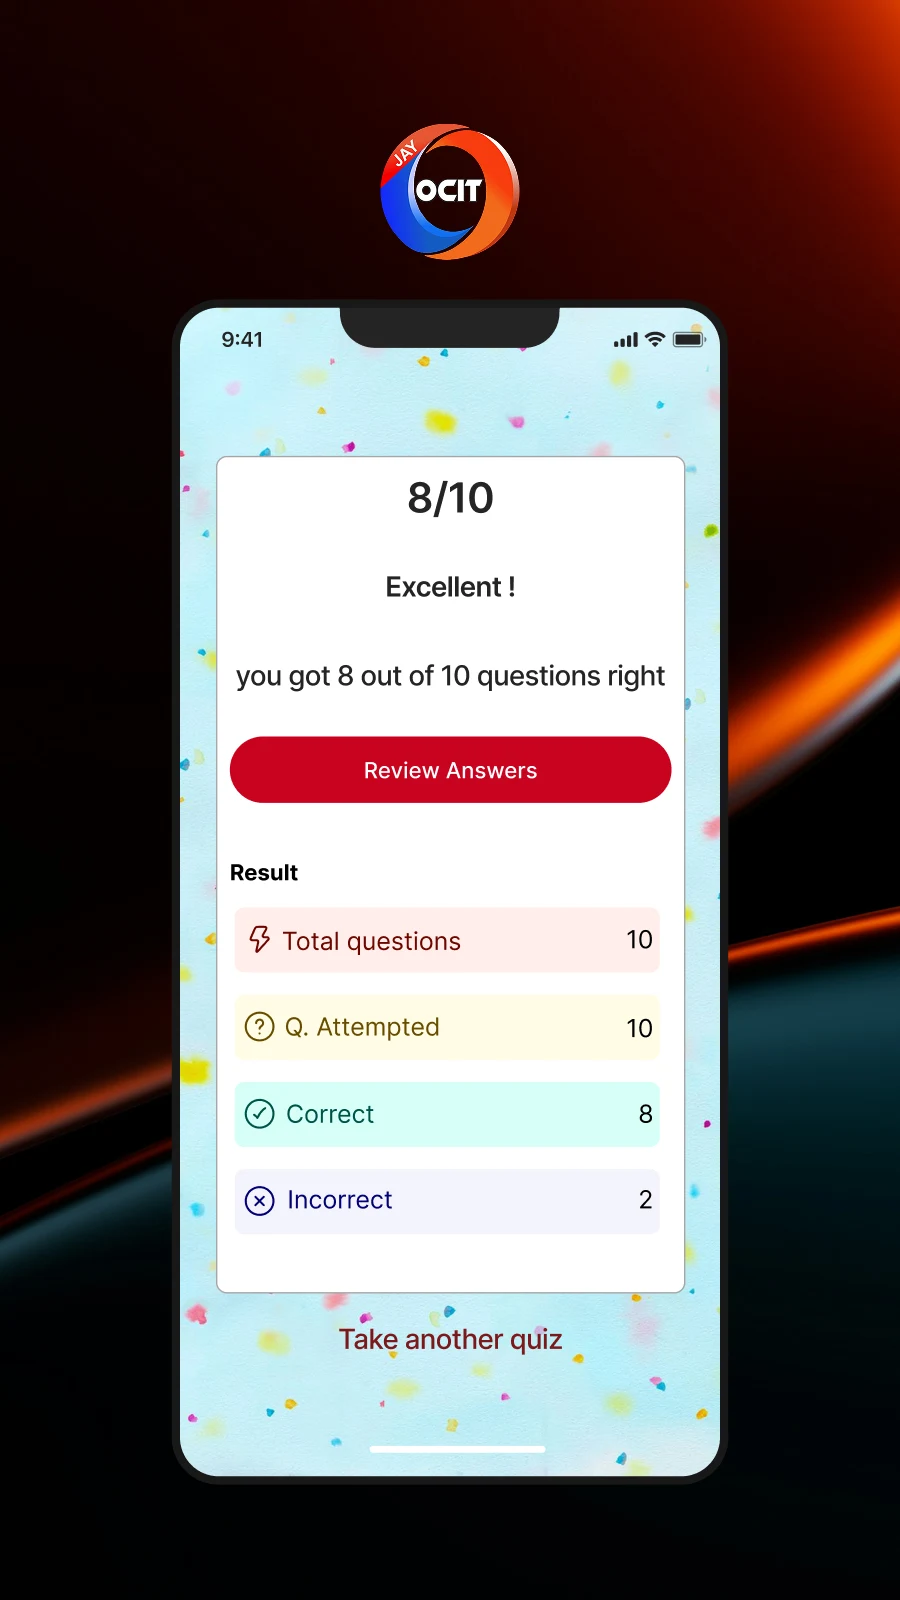 JAY
OCIT
9:41
8/10
Excellent !
you got 8 out of 10 questions right
Review Answers
Result
Total questions 10
Q. Attempted 10
Correct 8
Incorrect 2
Take another quiz